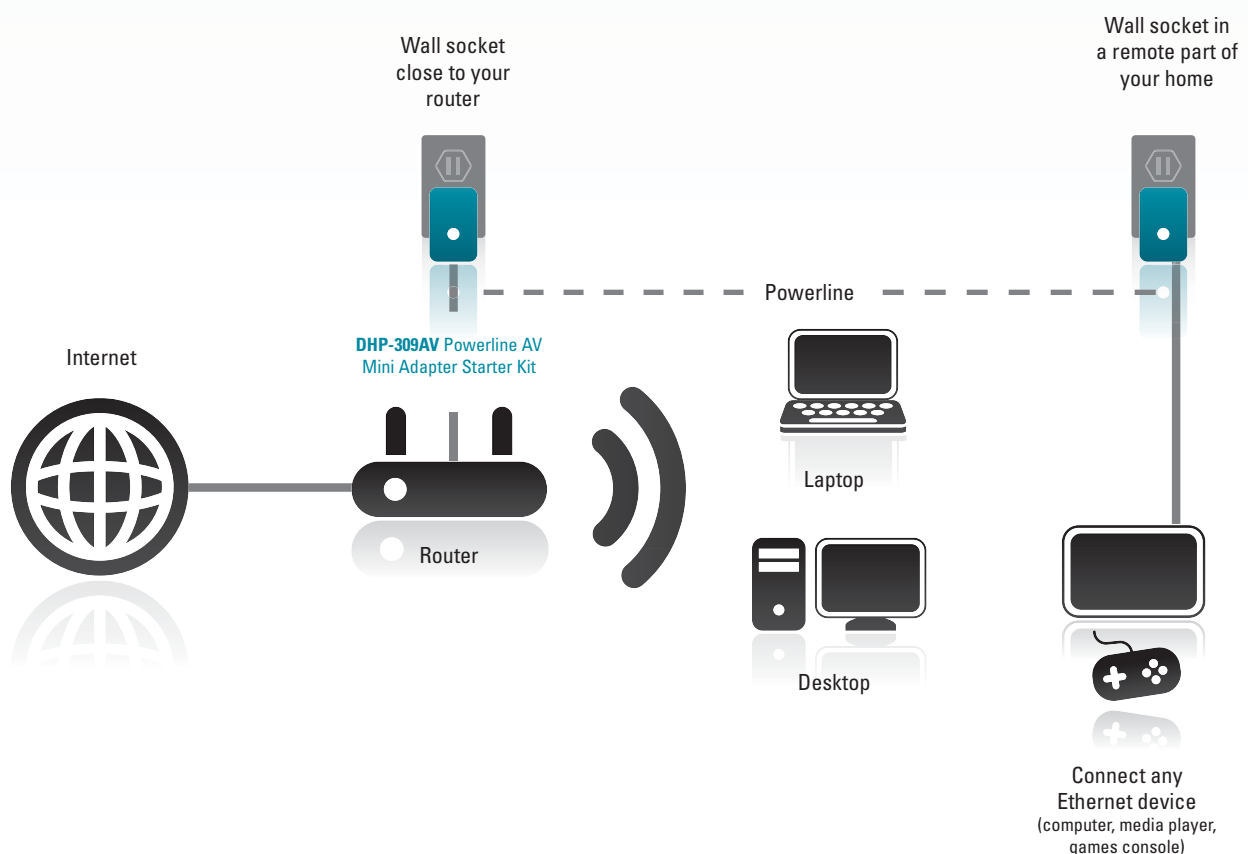 Wall socket
close to your
router
Wall socket in
a remote part of
your home
Powerline
DHP-309AV Powerline AV
Mini Adapter Starter Kit
Internet
Laptop
Router
Desktop
Connect any
Ethernet device
(computer, media player,
games console)